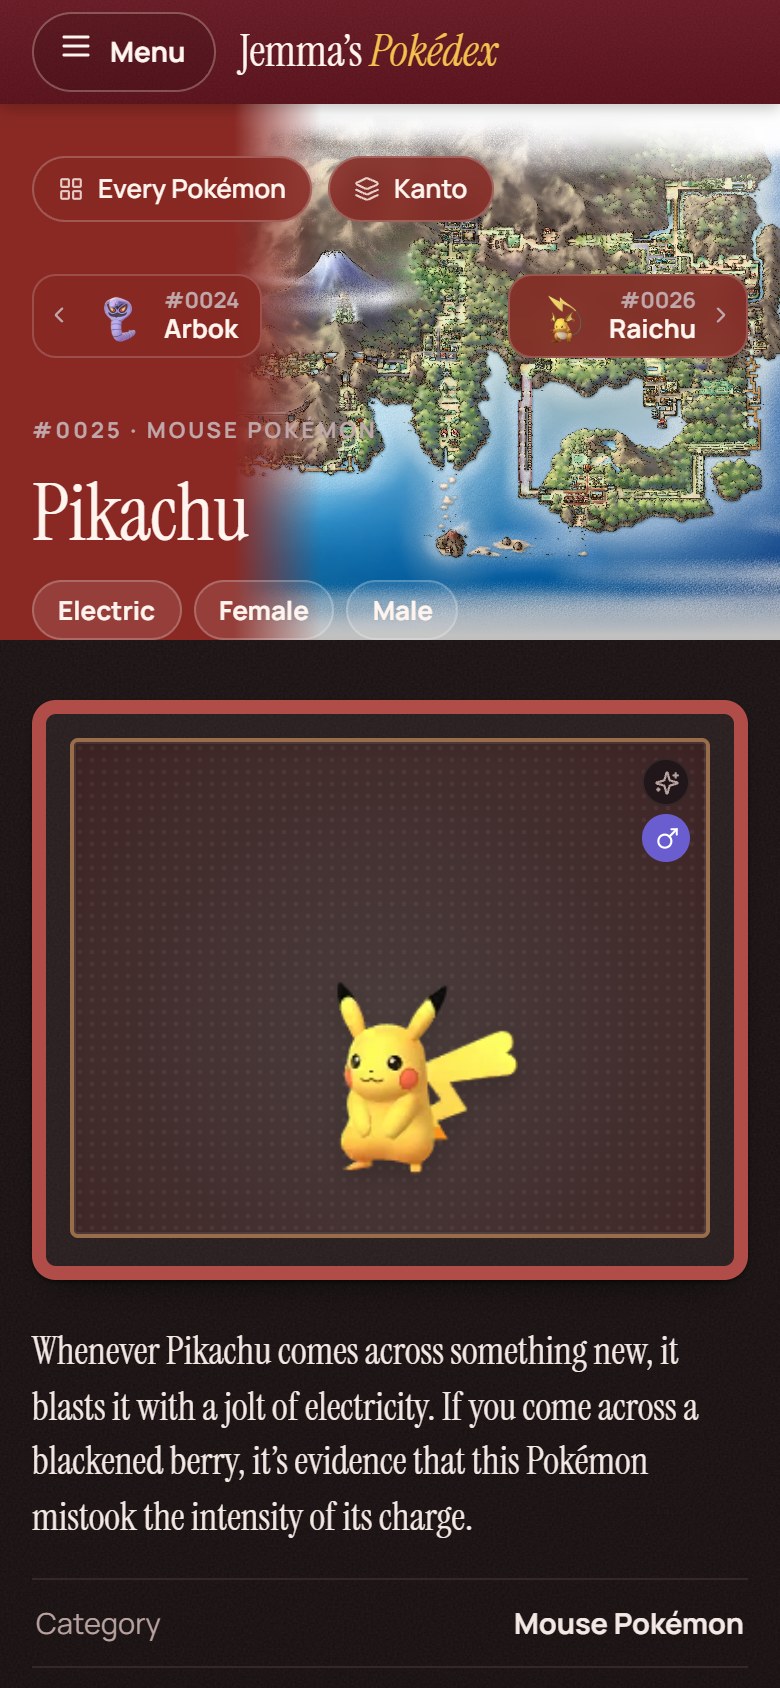 Menu
Jemma’s Pokédex
Every Pokémon
Kanto
#0024
Arbok
#0026
Raichu
#0025 · MOUSE POKÉMON
Pikachu
Electric
Female
Male
Whenever Pikachu comes across something new, it
blasts it with a jolt of electricity. If you come across a
blackened berry, it’s evidence that this Pokémon
mistook the intensity of its charge.
Category
Mouse Pokémon